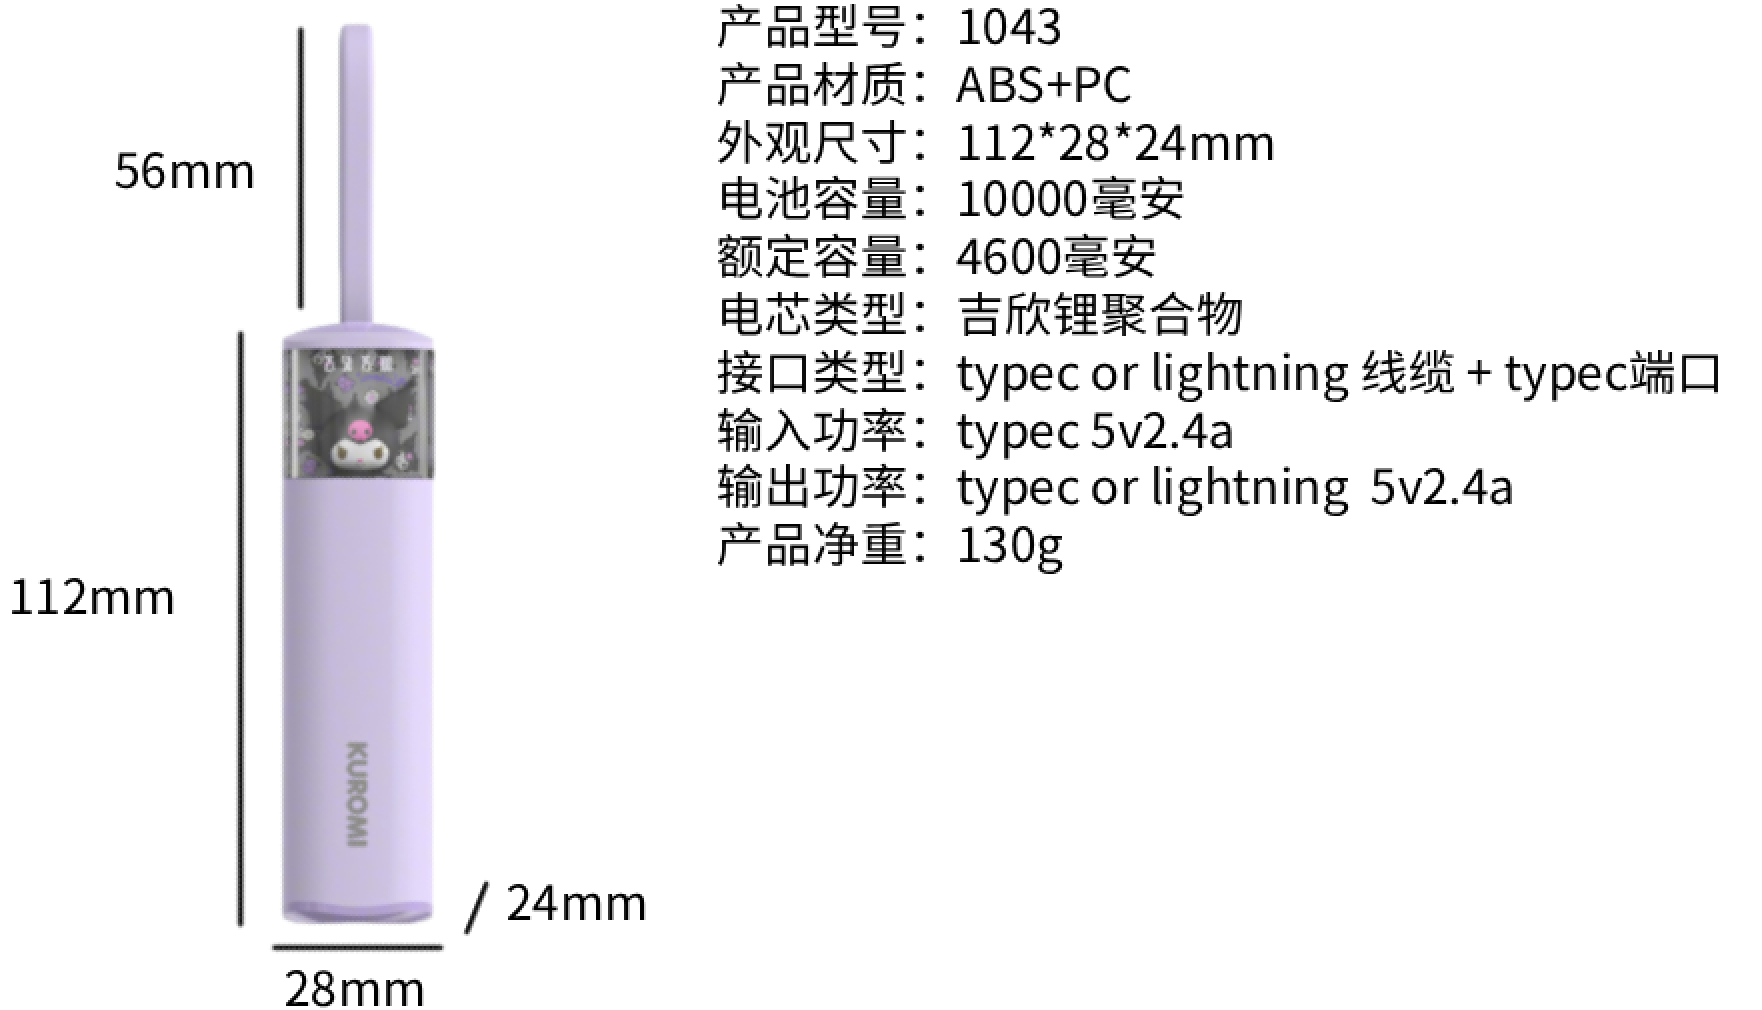 产品型号：1043
产品材质：ABS+PC
外观尺寸：112*28*24mm
电池容量：10000毫安
额定容量：4600毫安
电芯类型：吉欣锂聚合物
接口类型：typec or lightning 线缆 + typec端口
输入功率：typec 5v2.4a
输出功率：typec or lightning 5v2.4a
产品净重：130g
56mm
112mm
KUROMI
24mm
28mm